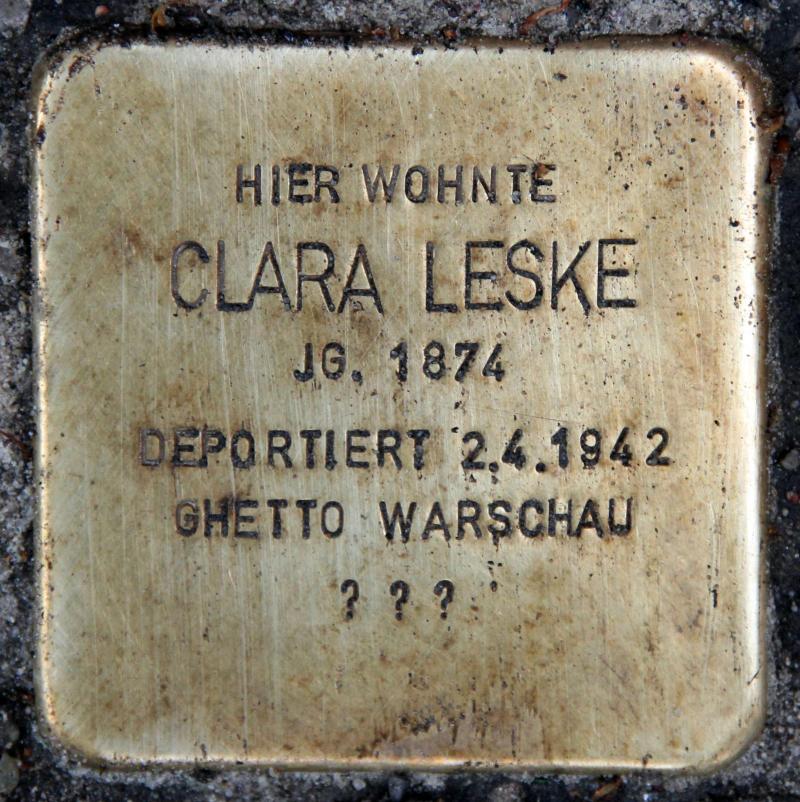 HIER WOHNTE
CLARA LESKE
JG. 1874
DEPORTIERT 2.4.1942
GHETTO WARSCHAU
? ? ?